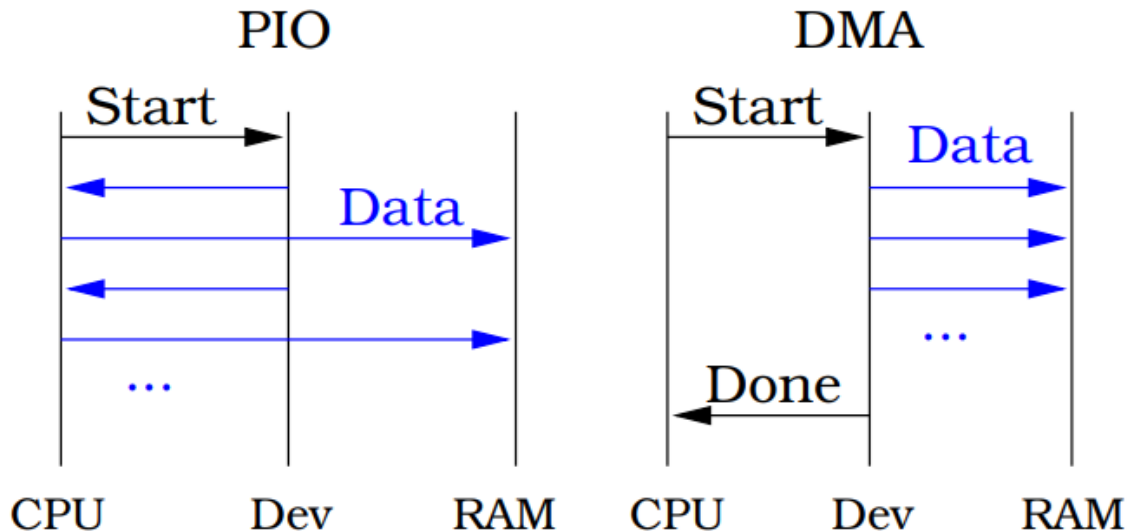 PIO
DMA
Start
Start
Data
Data
...
...
Done
CPU
Dev
RAM
CPU
Dev
RAM